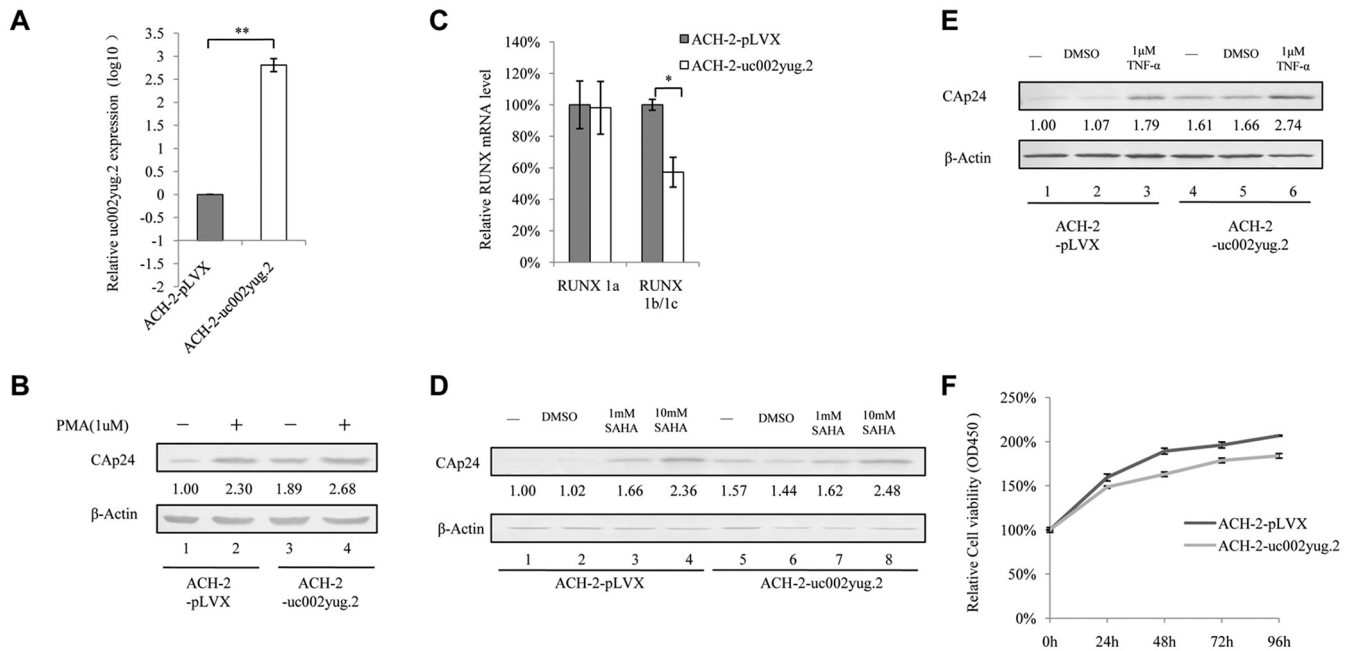 A
Relative uc002yug.2 expression (log10)
3.5
3
2.5
2
1.5
1
0.5
0
-0.5
-1
-1.5
-2
**
ACH-2-pLVX
ACH-2-uc002yug.2
B
PMA(1uM) — + — +
CAp24
1.00 2.30 1.89 2.68
β-Actin
1 2 3 4
ACH-2
-pLVX
ACH-2
-uc002yug.2
C
Relative RUNX mRNA level
140%
120%
100%
80%
60%
40%
20%
0%
ACH-2-pLVX
ACH-2-uc002yug.2
*
RUNX 1a
RUNX
1b/1c
D
— DMSO 1mM SAHA 10mM SAHA — DMSO 1mM SAHA 10mM SAHA
CAp24
1.00 1.02 1.66 2.36 1.57 1.44 1.62 2.48
β-Actin
1 2 3 4 5 6 7 8
ACH-2-pLVX
ACH-2-uc002yug.2
E
— DMSO 1μM TNF-α — DMSO 1μM TNF-α
CAp24
1.00 1.07 1.79 1.61 1.66 2.74
β-Actin
1 2 3 4 5 6
ACH-2
-pLVX
ACH-2
-uc002yug.2
F
Relative Cell viability (OD450 )
250%
200%
150%
100%
50%
0%
ACH-2-pLVX
ACH-2-uc002yug.2
0h 24h 48h 72h 96h